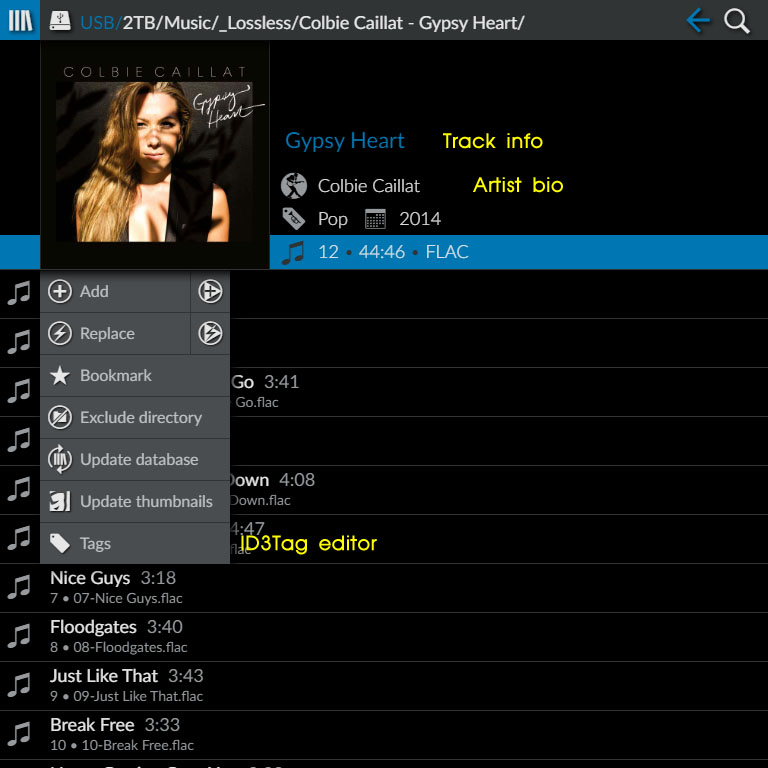 USB/2TB/Music/_Lossless/Colbie Caillat - Gypsy Heart/
COLBIE CAILLAT
Gypsy
Heart
Gypsy Heart Track info
Colbie Caillat Artist bio
Pop 2014
12 • 44:46 • FLAC
Add
Replace
Bookmark
Go 3:41
Go.flac
Exclude directory
Update database
Down 4:08
Down.flac
Update thumbnails
4:47
flac
Tags
ID3Tag editor
Nice Guys 3:18
7 • 07-Nice Guys.flac
Floodgates 3:40
8 • 08-Floodgates.flac
Just Like That 3:43
9 • 09-Just Like That.flac
Break Free 3:33
10 • 10-Break Free.flac